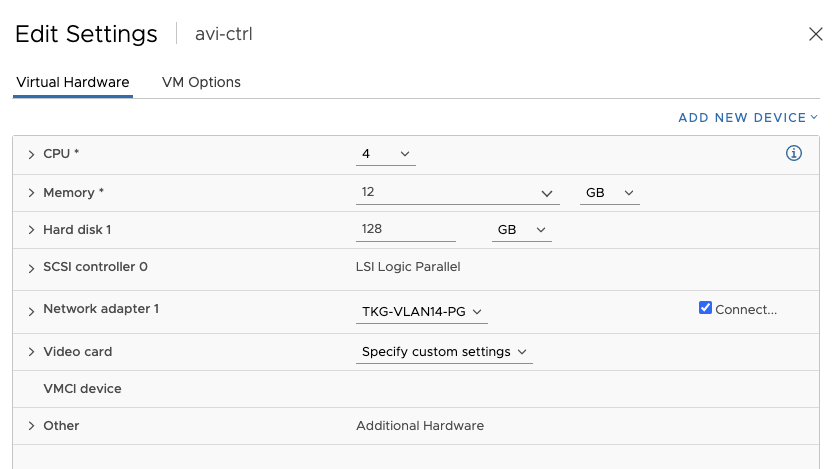 Edit Settings | avi-ctrl
Virtual Hardware VM Options
ADD NEW DEVICE
CPU * 4
Memory * 12 GB
Hard disk 1 128 GB
SCSI controller 0 LSI Logic Parallel
Network adapter 1 TKG-VLAN14-PG Connect...
Video card Specify custom settings
VMCI device
Other Additional Hardware